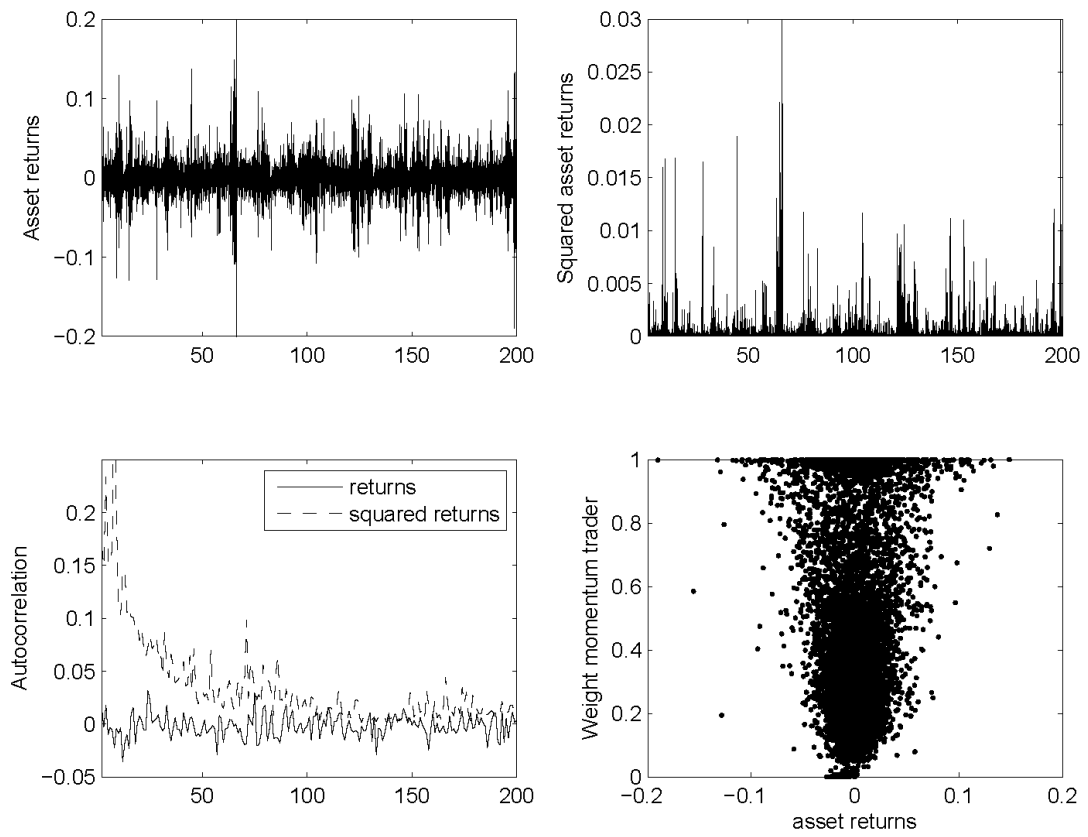 0.2
0.1
0
−0.1
−0.2
Asset returns
50 100 150 200
0.03
0.025
0.02
0.015
0.01
0.005
0
Squared asset returns
50 100 150 200
0.2
0.15
0.1
0.05
0
−0.05
Autocorrelation
returns
squared returns
50 100 150 200
1
0.8
0.6
0.4
0.2
0
Weight momentum trader
−0.2 −0.1 0 0.1 0.2
asset returns